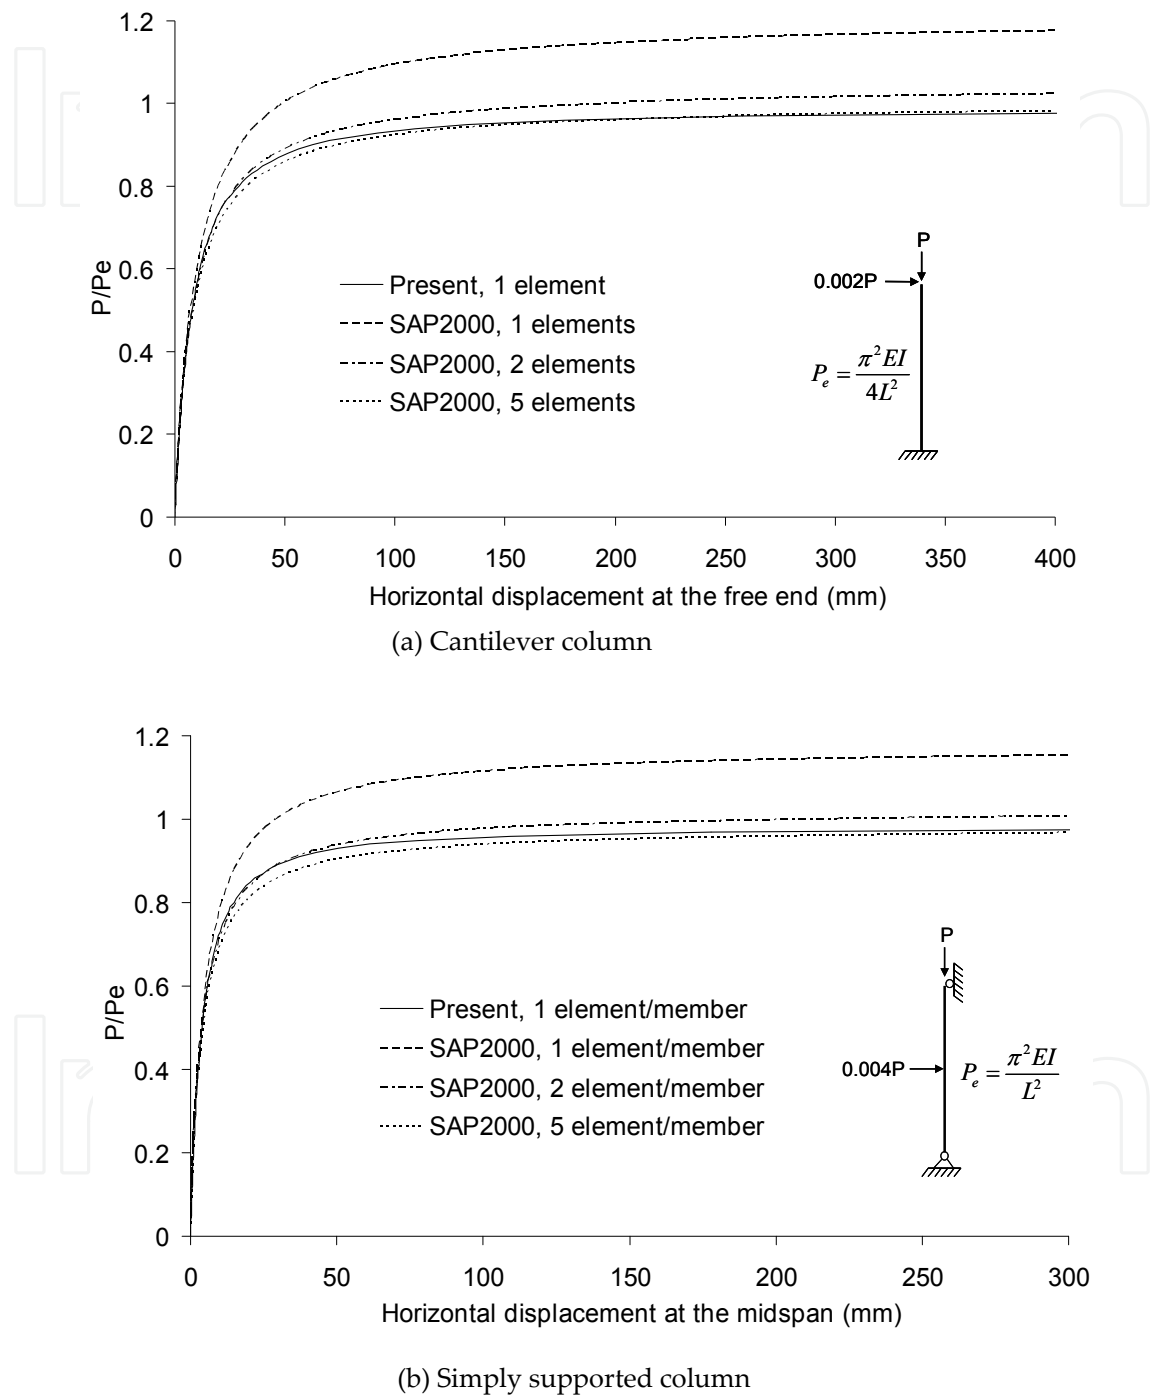 P/Pe
1.2
1
0.8
0.6
0.4
0.2
0
0 50 100 150 200 250 300 350 400
Horizontal displacement at the free end (mm)
Present, 1 element
SAP2000, 1 elements
SAP2000, 2 elements
SAP2000, 5 elements
P
0.002P
P_e = π²EI / 4L²
(a) Cantilever column
P/Pe
1.2
1
0.8
0.6
0.4
0.2
0
0 50 100 150 200 250 300
Horizontal displacement at the midspan (mm)
Present, 1 element/member
SAP2000, 1 element/member
SAP2000, 2 element/member
SAP2000, 5 element/member
P
0.004P
P_e = π²EI / L²
(b) Simply supported column